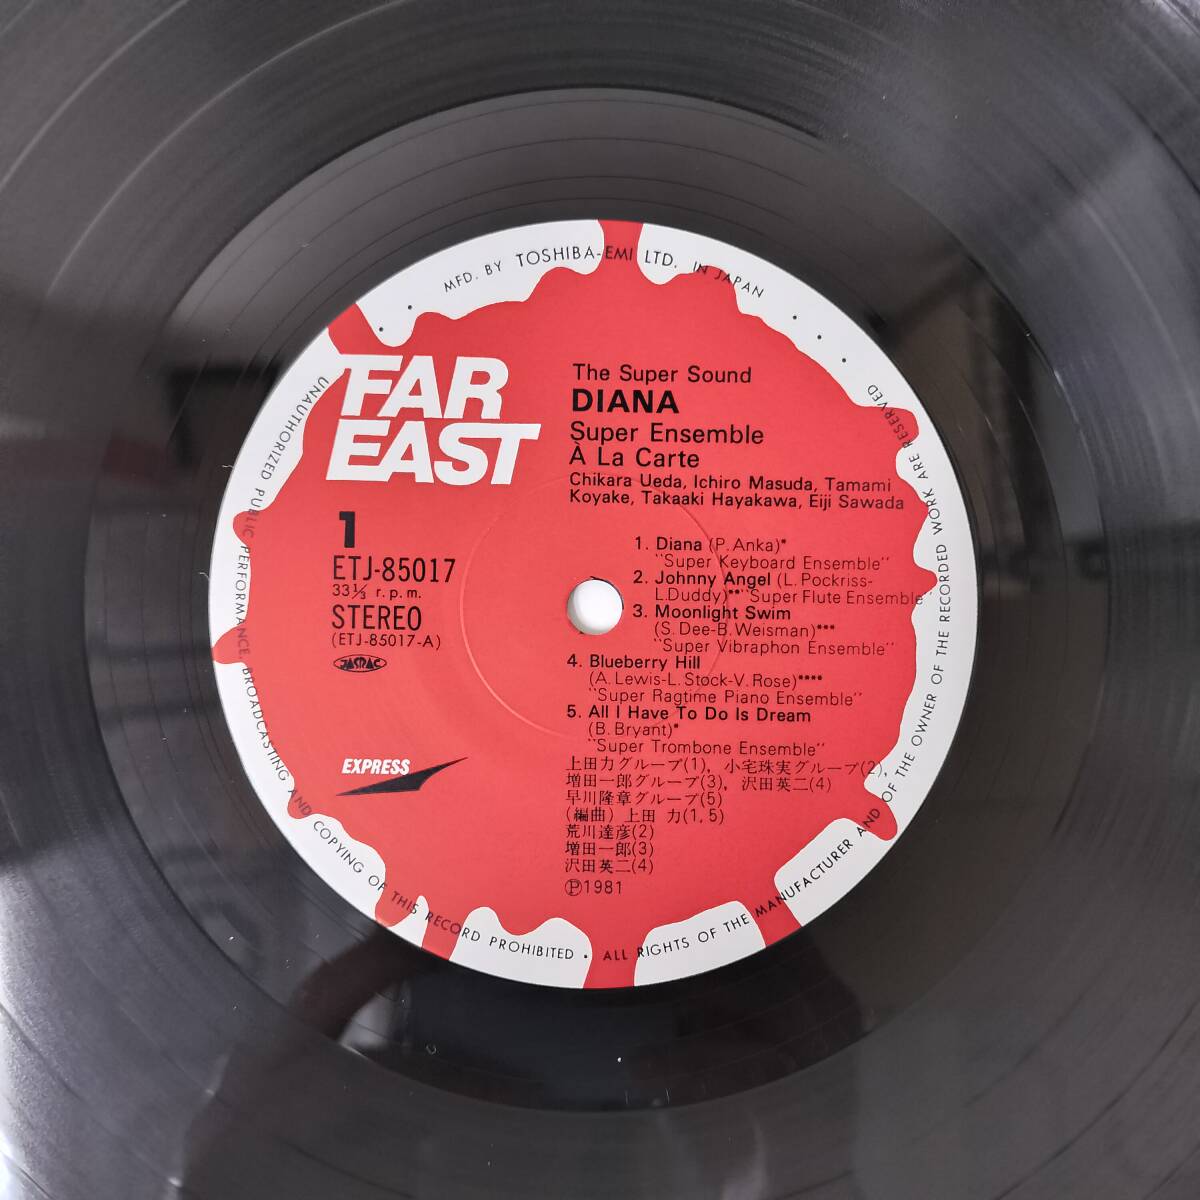 MFD. BY TOSHIBA-EMI LTD. IN JAPAN
FAR
EAST
1
ETJ-85017
33⅓ r.p.m.
STEREO
(ETJ-85017-A)
JASRAC
EXPRESS
The Super Sound
DIANA
Super Ensemble
À La Carte
Chikara Ueda, Ichiro Masuda, Tamami
Koyake, Takaaki Hayakawa, Eiji Sawada
1. Diana (P. Anka)*
"Super Keyboard Ensemble"
2. Johnny Angel (L. Pockriss-
L.Duddy)** "Super Flute Ensemble"
3. Moonlight Swim
(S. Dee-B. Weisman)***
"Super Vibraphon Ensemble"
4. Blueberry Hill
(A. Lewis-L. Stock-V. Rose)****
"Super Ragtime Piano Ensemble"
5. All I Have To Do Is Dream
(B. Bryant)*
"Super Trombone Ensemble"
上田力グループ(1), 小宅珠実グループ(2),
増田一郎グループ(3), 沢田英二(4)
早川隆章グループ(5)
(編曲) 上田 力(1, 5)
荒川達彦(2)
増田一郎(3)
沢田英二(4)
Ⓟ1981
UNAUTHORIZED PUBLIC PERFORMANCE, BROADCASTING AND COPYING OF THIS RECORD PROHIBITED • ALL RIGHTS OF THE MANUFACTURER AND OF THE OWNER OF THE RECORDED WORK ARE RESERVED